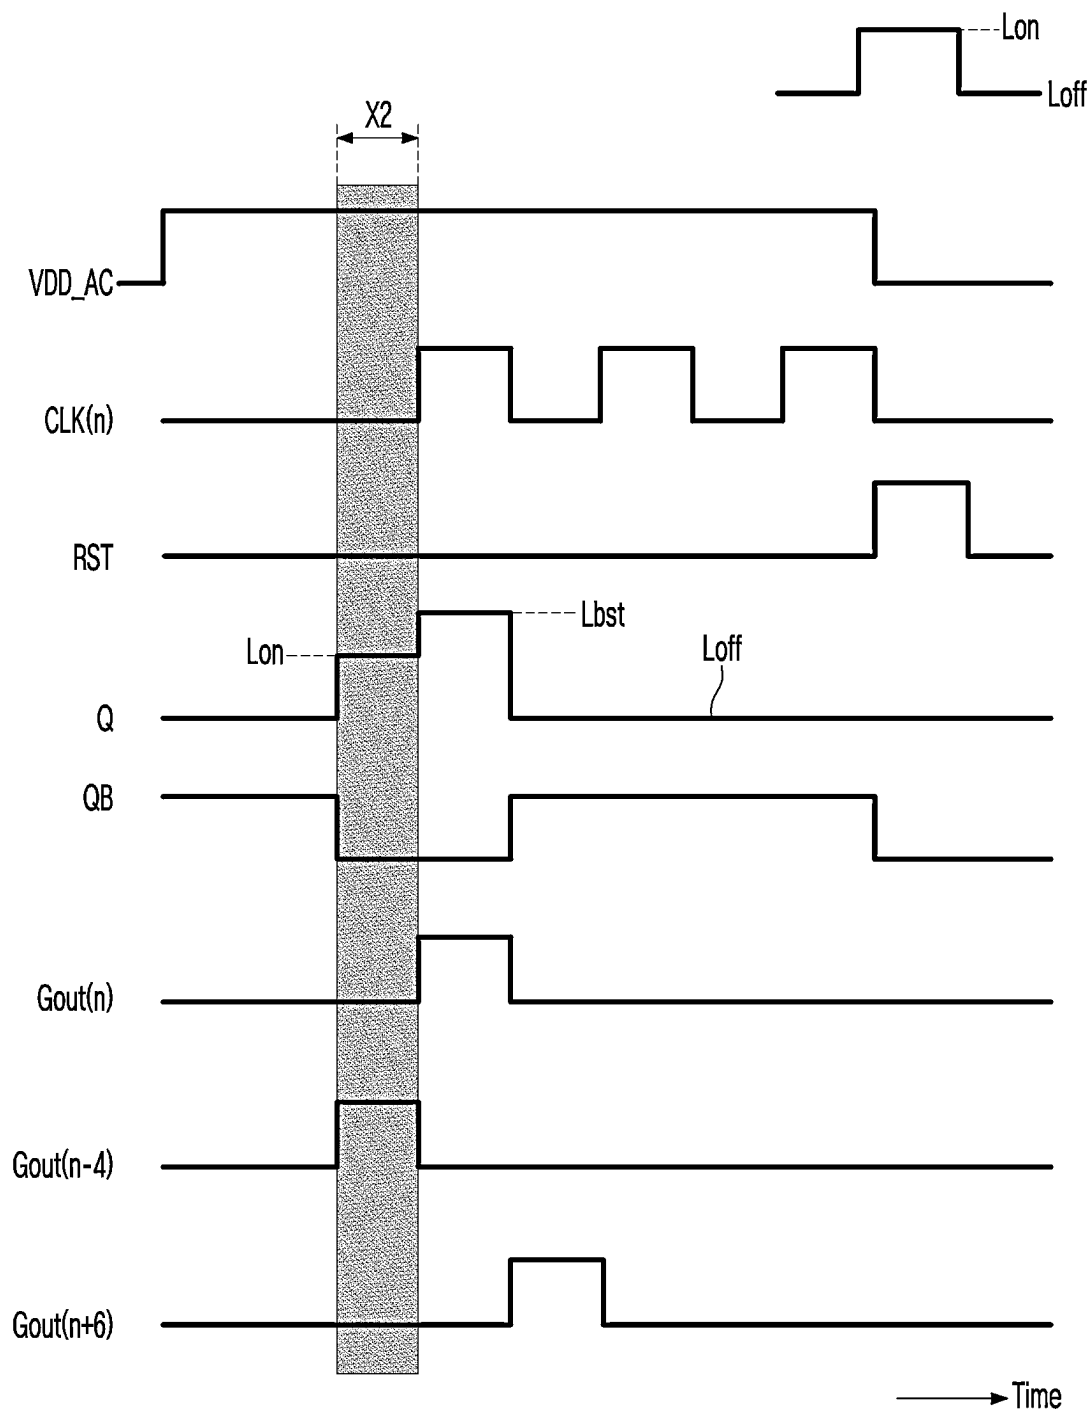 Lon
Loff
X2
VDD_AC
CLK(n)
RST
Lbst
Lon
Loff
Q
QB
Gout(n)
Gout(n-4)
Gout(n+6)
Time